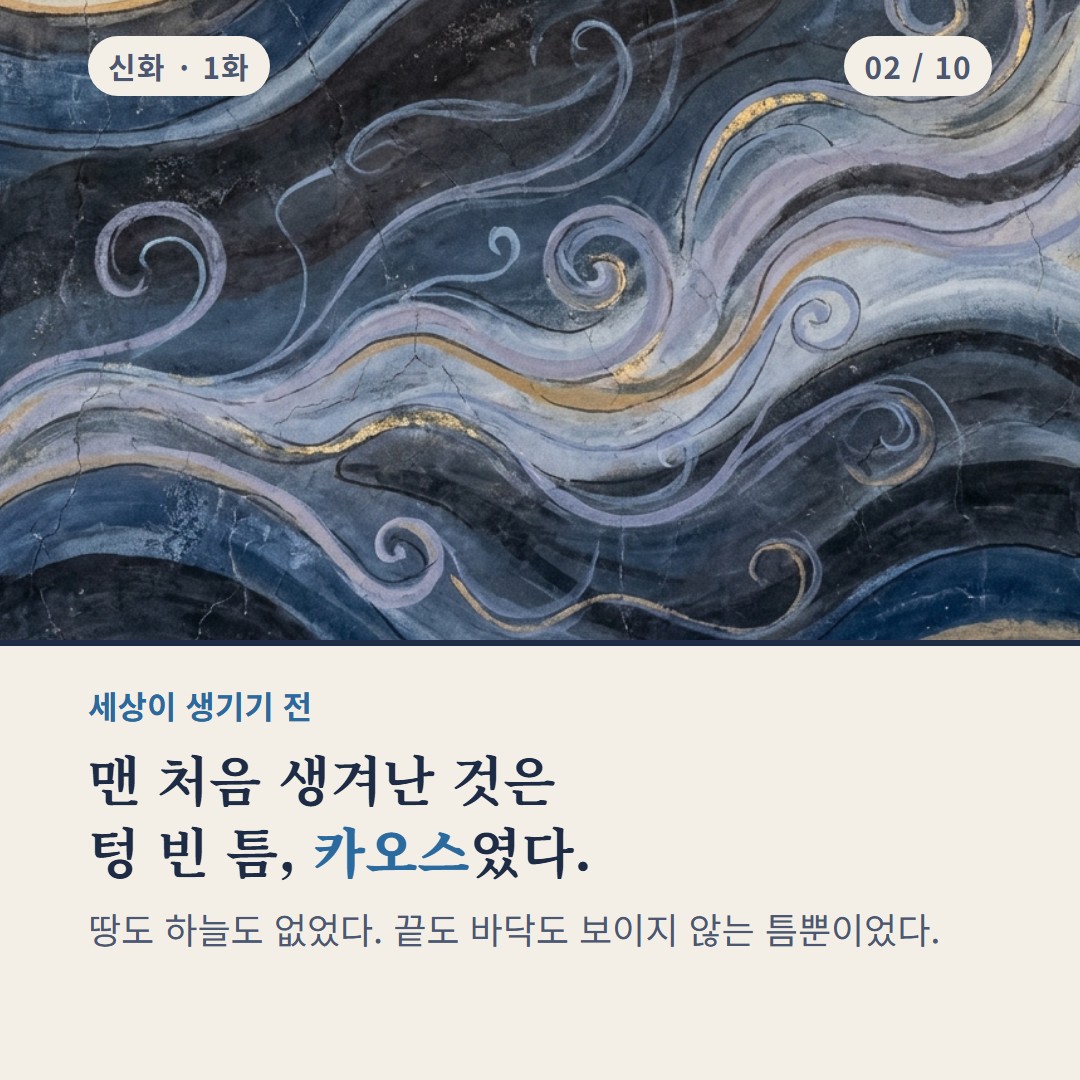 신화 · 1화
02 / 10
세상이 생기기 전
맨 처음 생겨난 것은
텅 빈 틈, 카오스였다.
땅도 하늘도 없었다. 끝도 바닥도 보이지 않는 틈뿐이었다.